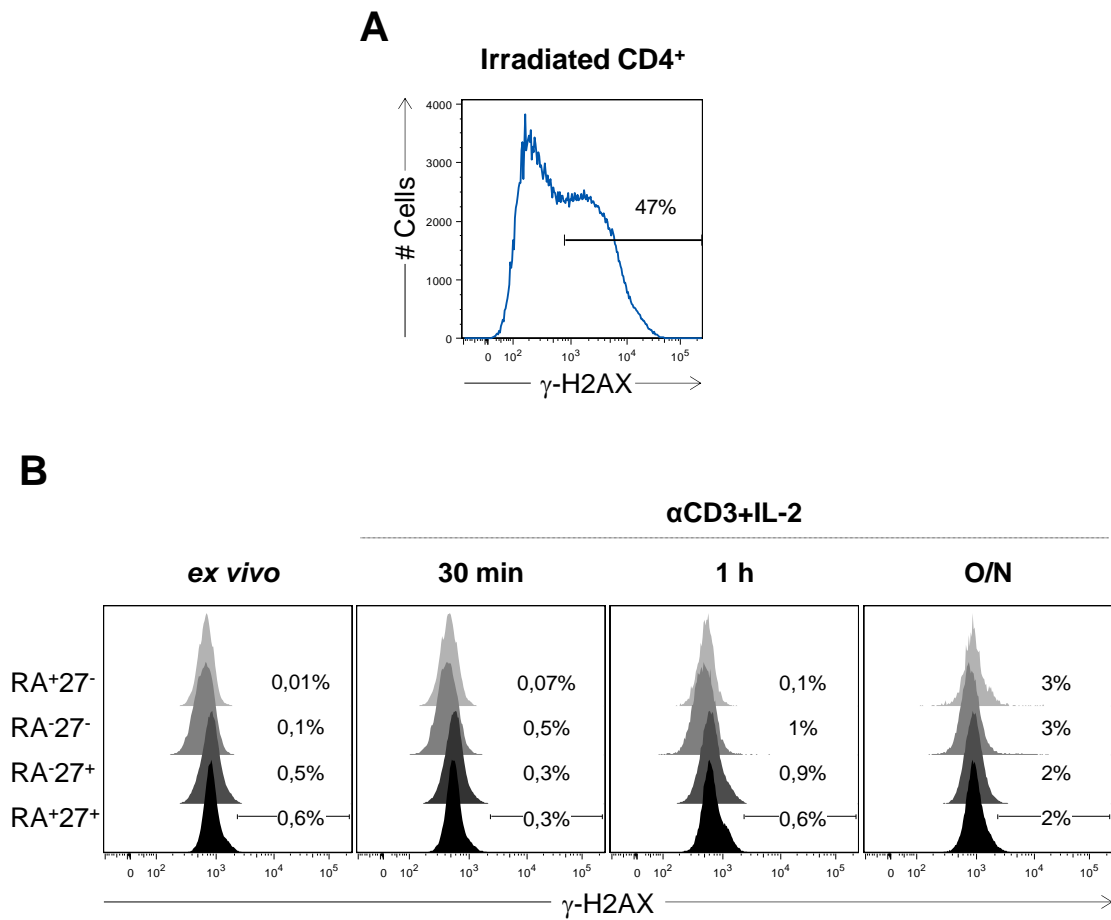 A
Irradiated CD4⁺
4000
3000
2000
1000
0
# Cells
47%
0 10² 10³ 10⁴ 10⁵
γ-H2AX
B
αCD3+IL-2
ex vivo 30 min 1 h O/N
RA⁺27⁻ 0,01% 0,07% 0,1% 3%
RA⁻27⁻ 0,1% 0,5% 1% 3%
RA⁻27⁺ 0,5% 0,3% 0,9% 2%
RA⁺27⁺ 0,6% 0,3% 0,6% 2%
0 10² 10³ 10⁴ 10⁵ 0 10² 10³ 10⁴ 10⁵ 0 10² 10³ 10⁴ 10⁵ 0 10² 10³ 10⁴ 10⁵
γ-H2AX